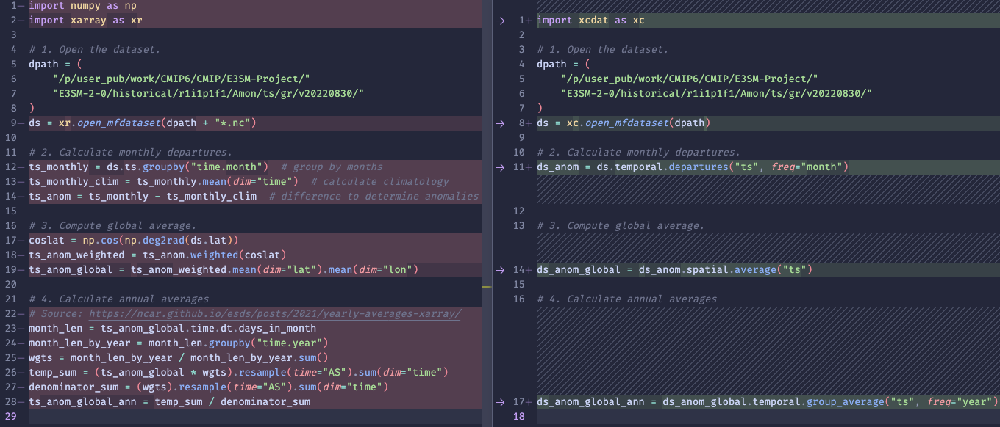 1 import numpy as np
2 import xarray as xr
3
4 # 1. Open the dataset.
5 dpath = (
6 "/p/user_pub/work/CMIP6/CMIP/E3SM-Project/"
7 "E3SM-2-0/historical/r1i1p1f1/Amon/ts/gr/v20220830/"
8 )
9 ds = xr.open_mfdataset(dpath + "*.nc")
10
11 # 2. Calculate monthly departures.
12 ts_monthly = ds.ts.groupby("time.month")  # group by months
13 ts_monthly_clim = ts_monthly.mean(dim="time")  # calculate climatology
14 ts_anom = ts_monthly - ts_monthly_clim  # difference to determine anomalies
15
16 # 3. Compute global average.
17 coslat = np.cos(np.deg2rad(ds.lat))
18 ts_anom_weighted = ts_anom.weighted(coslat)
19 ts_anom_global = ts_anom_weighted.mean(dim="lat").mean(dim="lon")
20
21 # 4. Calculate annual averages
22 # Source: https://ncar.github.io/esds/posts/2021/yearly-averages-xarray/
23 month_len = ts_anom_global.time.dt.days_in_month
24 month_len_by_year = month_len.groupby("time.year")
25 wgts = month_len_by_year / month_len_by_year.sum()
26 temp_sum = (ts_anom_global * wgts).resample(time="AS").sum(dim="time")
27 denominator_sum = (wgts).resample(time="AS").sum(dim="time")
28 ts_anom_global_ann = temp_sum / denominator_sum
29
1+ import xcdat as xc
2
3 # 1. Open the dataset.
4 dpath = (
5 "/p/user_pub/work/CMIP6/CMIP/E3SM-Project/"
6 "E3SM-2-0/historical/r1i1p1f1/Amon/ts/gr/v20220830/"
7 )
8+ ds = xc.open_mfdataset(dpath)
9
10 # 2. Calculate monthly departures.
11+ ds_anom = ds.temporal.departures("ts", freq="month")
12
13 # 3. Compute global average.
14+ ds_anom_global = ds_anom.spatial.average("ts")
15
16 # 4. Calculate annual averages
17+ ds_anom_global_ann = ds_anom_global.temporal.group_average("ts", freq="year")
18